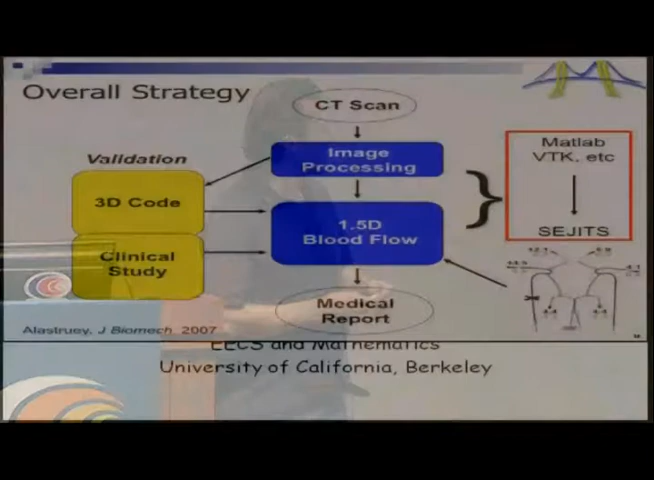 Overall Strategy
CT Scan
Validation
Image
Processing
Matlab
VTK. etc
3D Code
1.5D
Blood Flow
SEJITS
Clinical
Study
Medical
Report
Alastruey, J Biomech, 2007
EECS and Mathematics
University of California, Berkeley